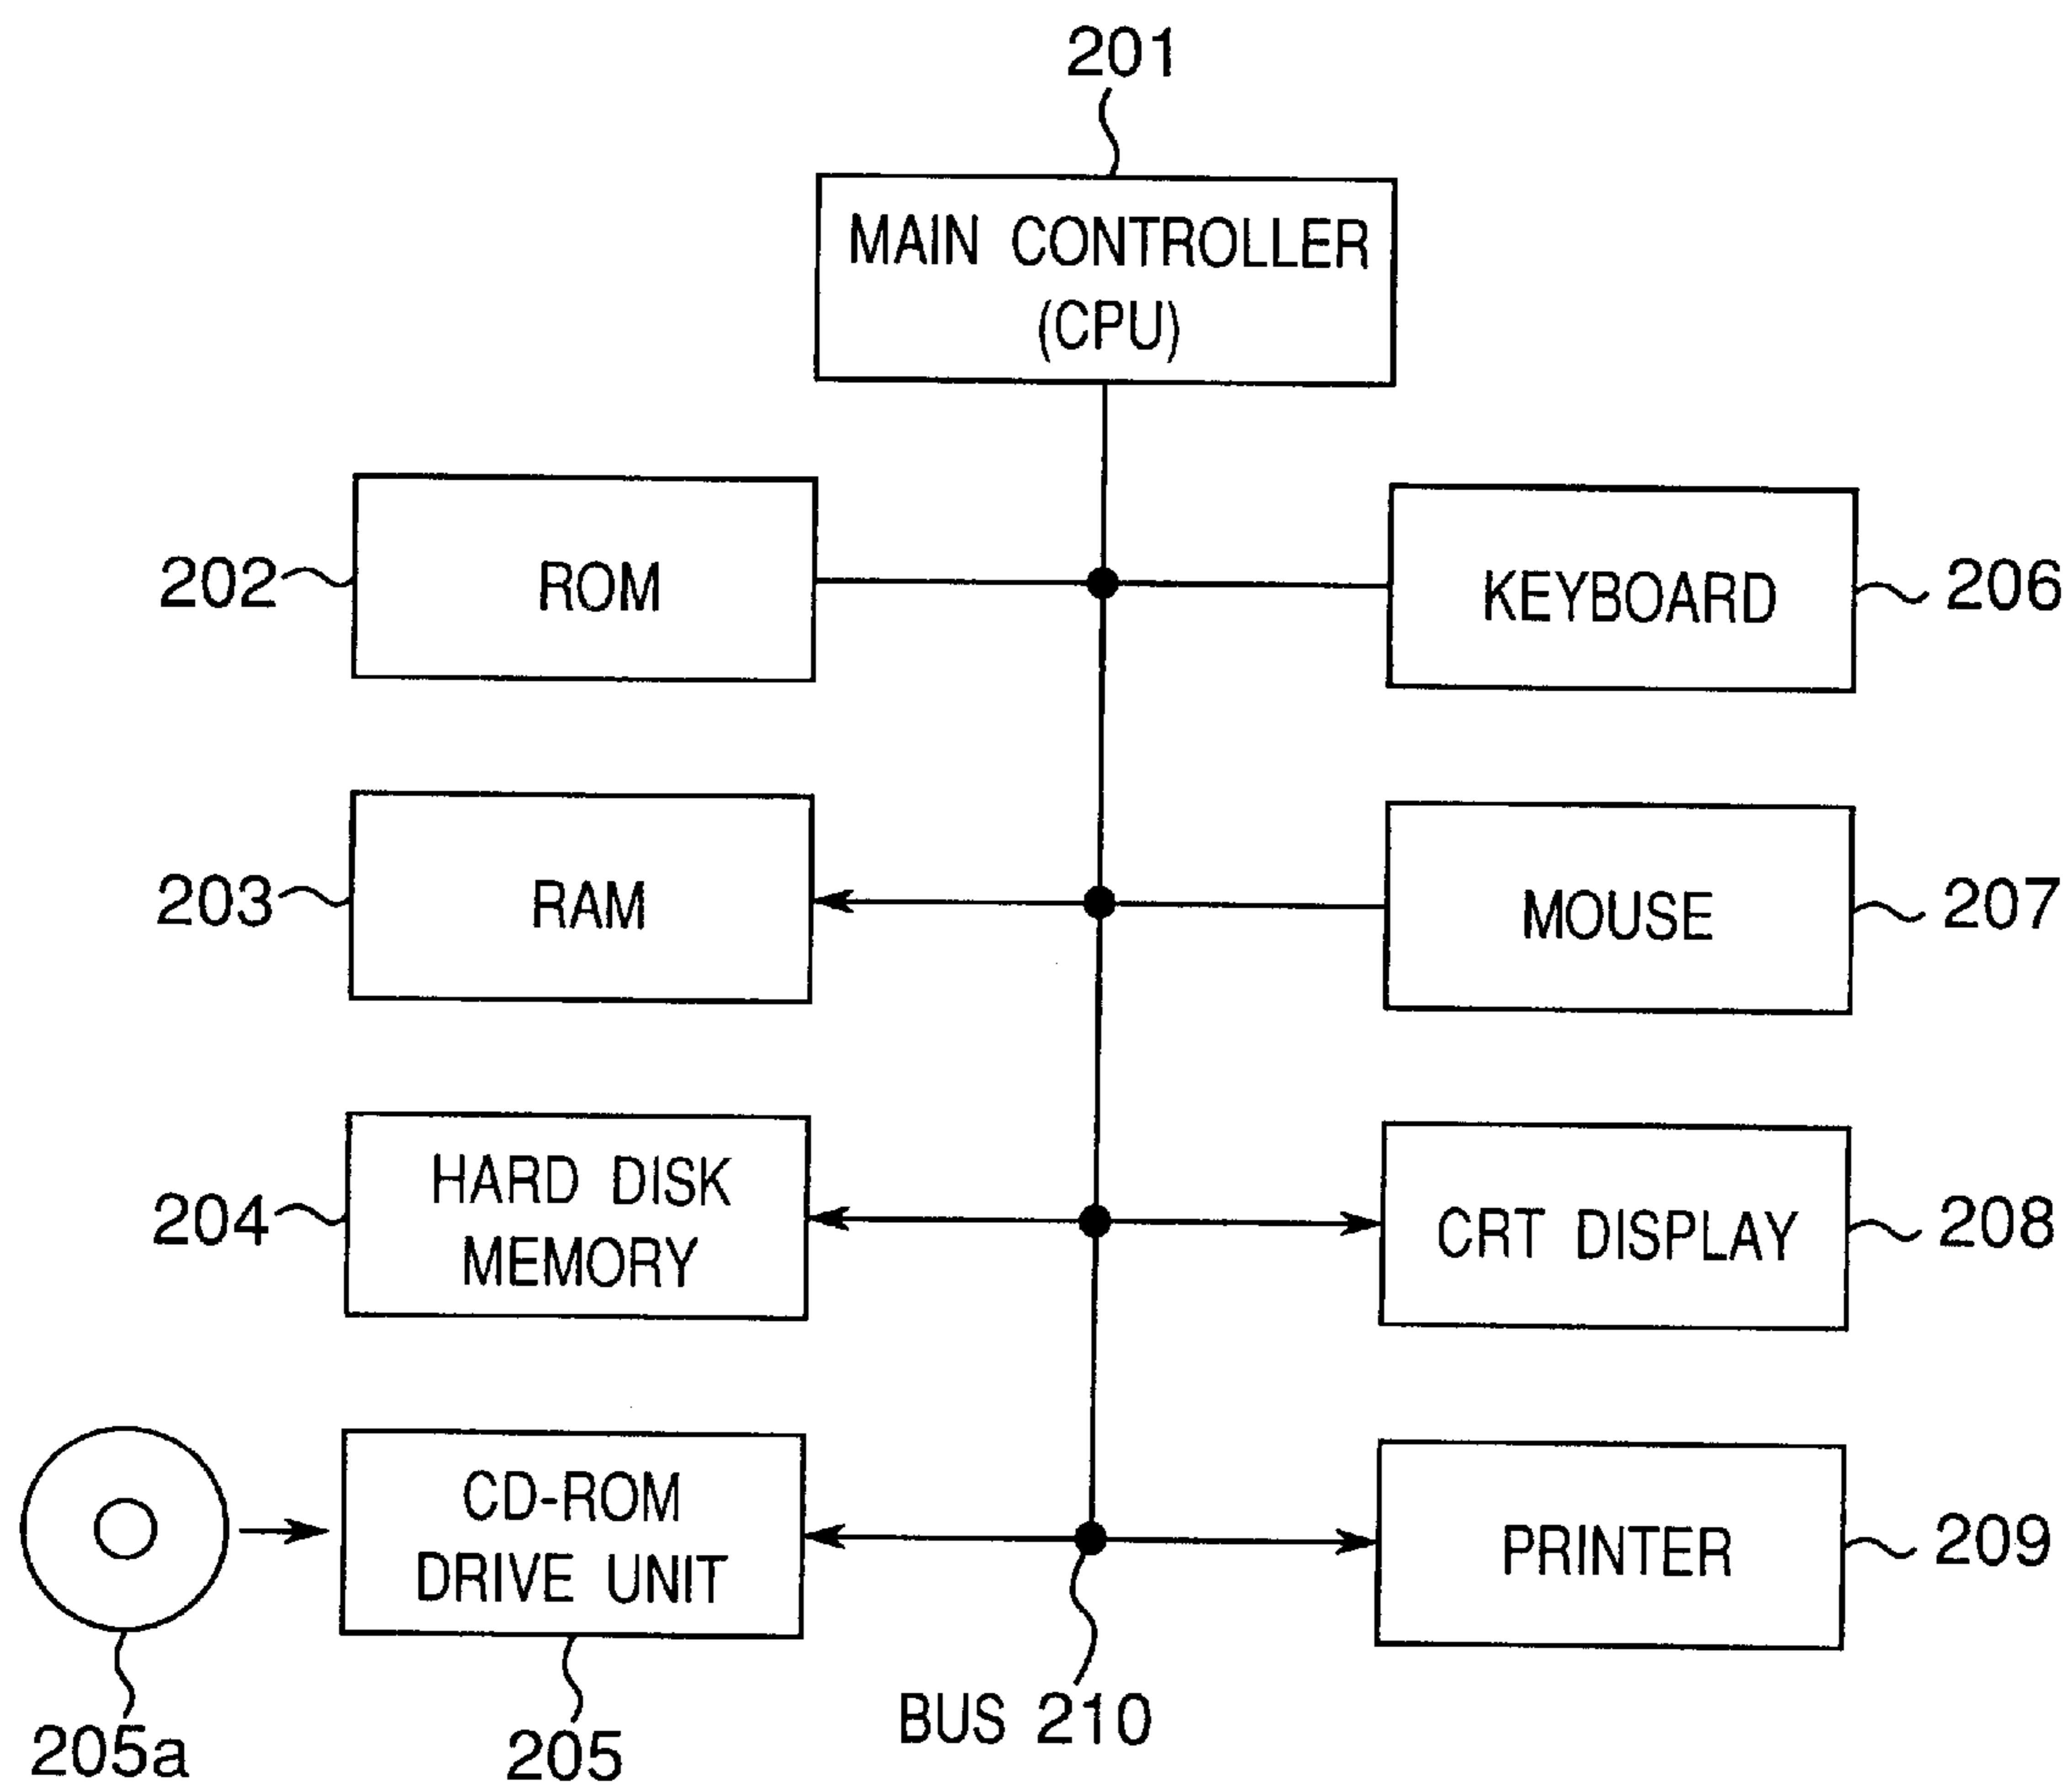 201
MAIN CONTROLLER
(CPU)
202
ROM
KEYBOARD
206
203
RAM
MOUSE
207
204
HARD DISK
MEMORY
CRT DISPLAY
208
CD-ROM
DRIVE UNIT
PRINTER
209
205a
205
BUS 210